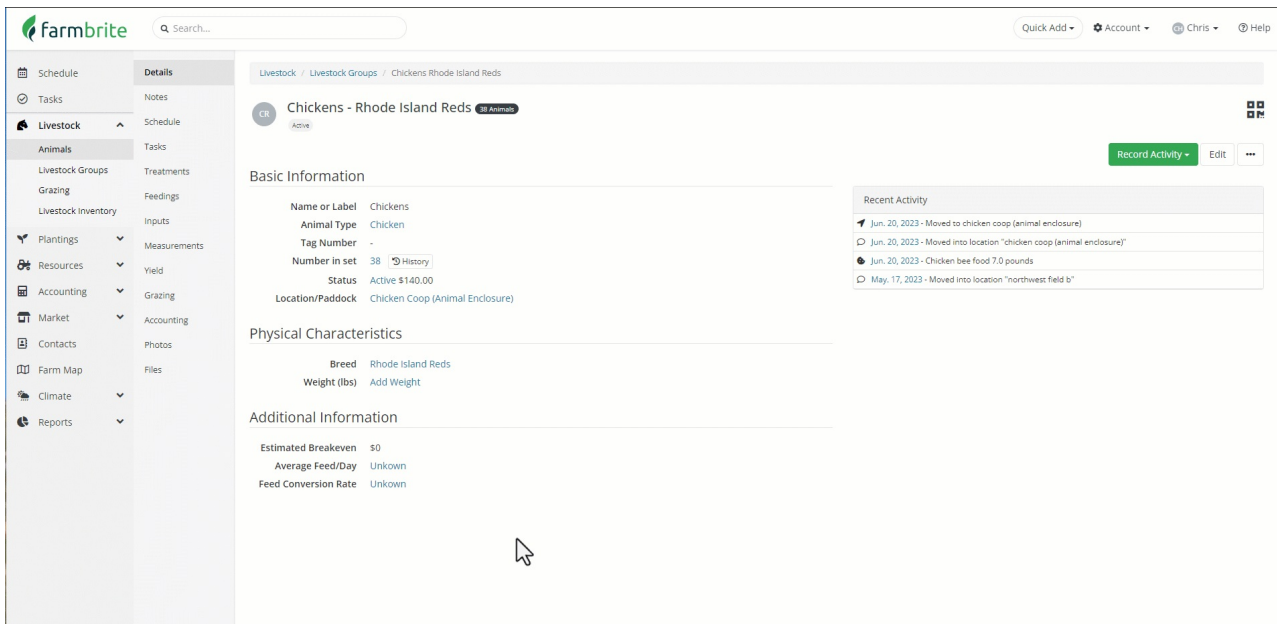 farmbrite
Search...
Quick Add
Account
CH Chris
Help
Schedule
Tasks
Livestock
Animals
Livestock Groups
Grazing
Livestock Inventory
Plantings
Resources
Accounting
Market
Contacts
Farm Map
Climate
Reports
Details
Notes
Schedule
Tasks
Treatments
Feedings
Inputs
Measurements
Yield
Grazing
Accounting
Photos
Files
Livestock / Livestock Groups / Chickens Rhode Island Reds
CR
Chickens - Rhode Island Reds 38 Animals
Active
Record Activity
Edit
Basic Information
Name or Label Chickens
Animal Type Chicken
Tag Number -
Number in set 38 History
Status Active $140.00
Location/Paddock Chicken Coop (Animal Enclosure)
Physical Characteristics
Breed Rhode Island Reds
Weight (lbs) Add Weight
Additional Information
Estimated Breakeven $0
Average Feed/Day Unkown
Feed Conversion Rate Unkown
Recent Activity
Jun. 20, 2023 - Moved to chicken coop (animal enclosure)
Jun. 20, 2023 - Moved into location "chicken coop (animal enclosure)"
Jun. 20, 2023 - Chicken bee food 7.0 pounds
May. 17, 2023 - Moved into location "northwest field b"